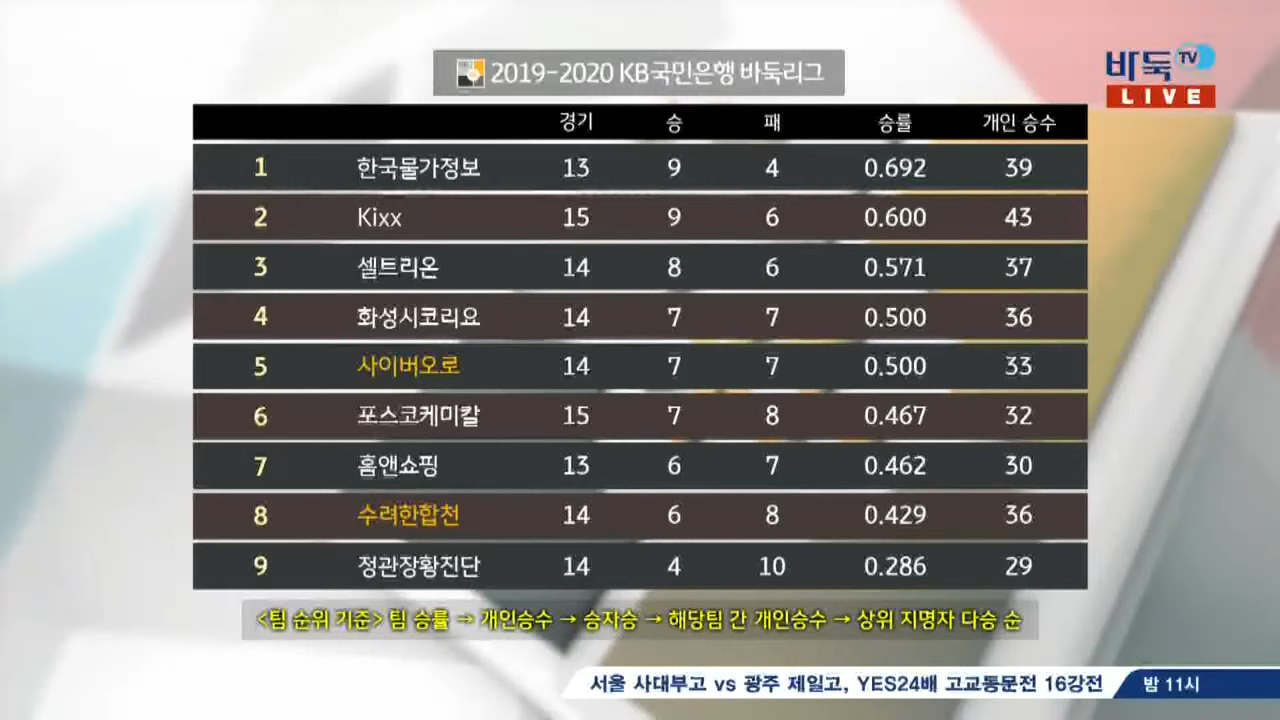 2019-2020 KB국민은행 바둑리그
바둑TV
LIVE
경기 승 패 승률 개인 승수
1 한국물가정보 13 9 4 0.692 39
2 Kixx 15 9 6 0.600 43
3 셀트리온 14 8 6 0.571 37
4 화성시코리요 14 7 7 0.500 36
5 사이버오로 14 7 7 0.500 33
6 포스코케미칼 15 7 8 0.467 32
7 홈앤쇼핑 13 6 7 0.462 30
8 수려한합천 14 6 8 0.429 36
9 정관장황진단 14 4 10 0.286 29
<팀 순위 기준> 팀 승률 → 개인승수 → 승자승 → 해당팀 간 개인승수 → 상위 지명자 다승 순
서울 사대부고 vs 광주 제일고, YES24배 고교동문전 16강전 밤 11시